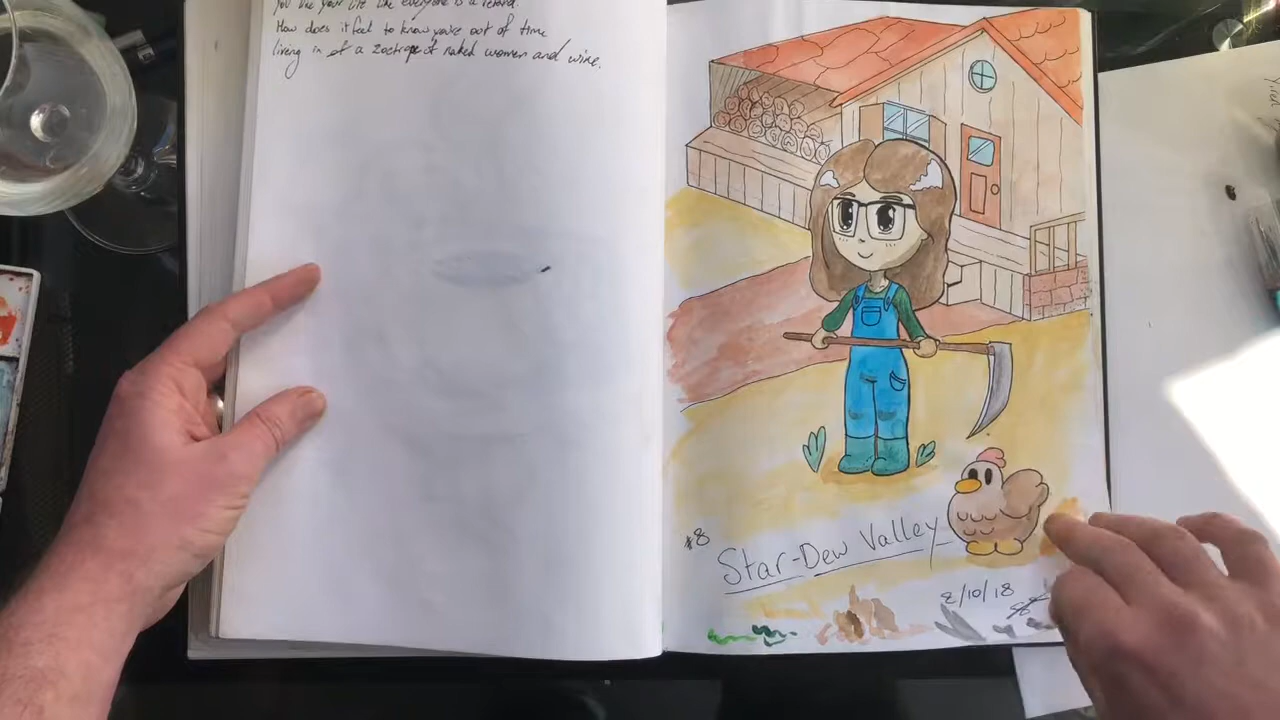 How does it feel to know you're out of time
living in of a zoetrope of naked women and wine.
#8
Star-Dew Valley
8/10/18